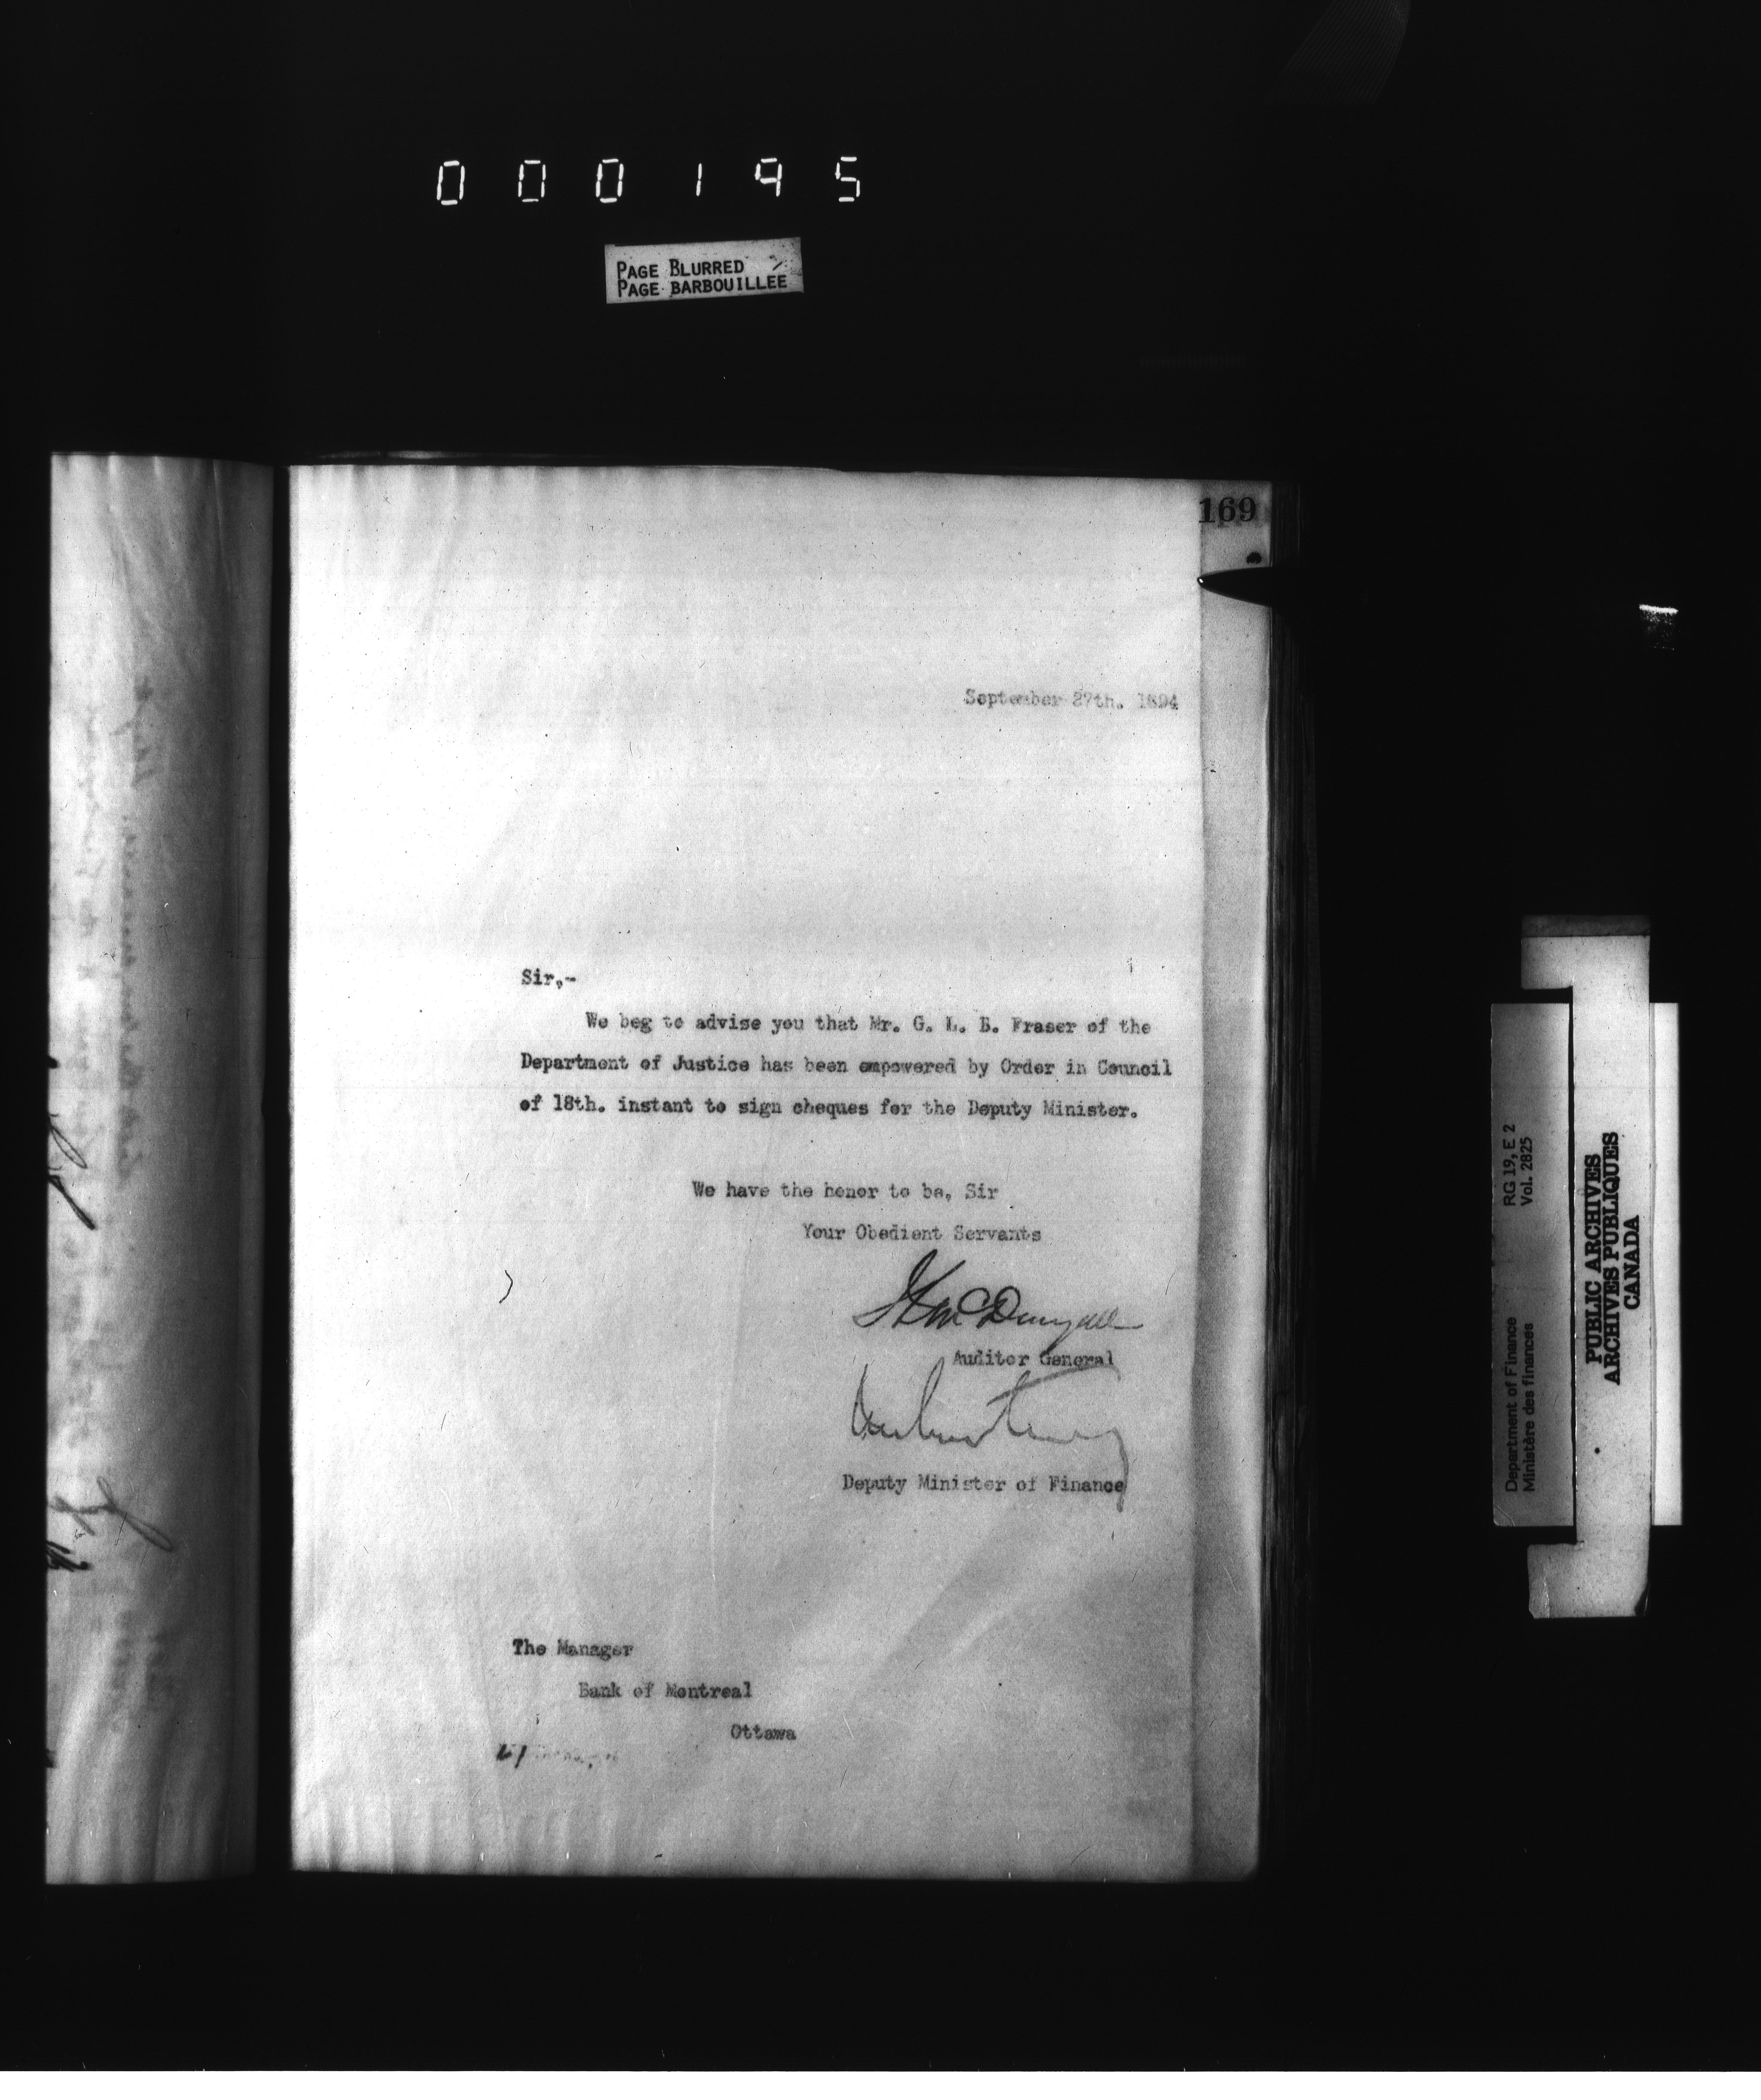 000195
PAGE BLURRED
PAGE BARBOUILLEE
169
September 27th. 1894
Sir,-
We beg to advise you that Mr. G. L. B. Fraser of the
Department of Justice has been empowered by Order in Council
of 18th. instant to sign cheques for the Deputy Minister.
We have the honor to be, Sir
Your Obedient Servants
J L McDougall
Auditor General
Deputy Minister of Finance
The Manager
Bank of Montreal
Ottawa
Department of Finance RG 19, E 2
Ministère des finances Vol. 2825
PUBLIC ARCHIVES
ARCHIVES PUBLIQUES
CANADA